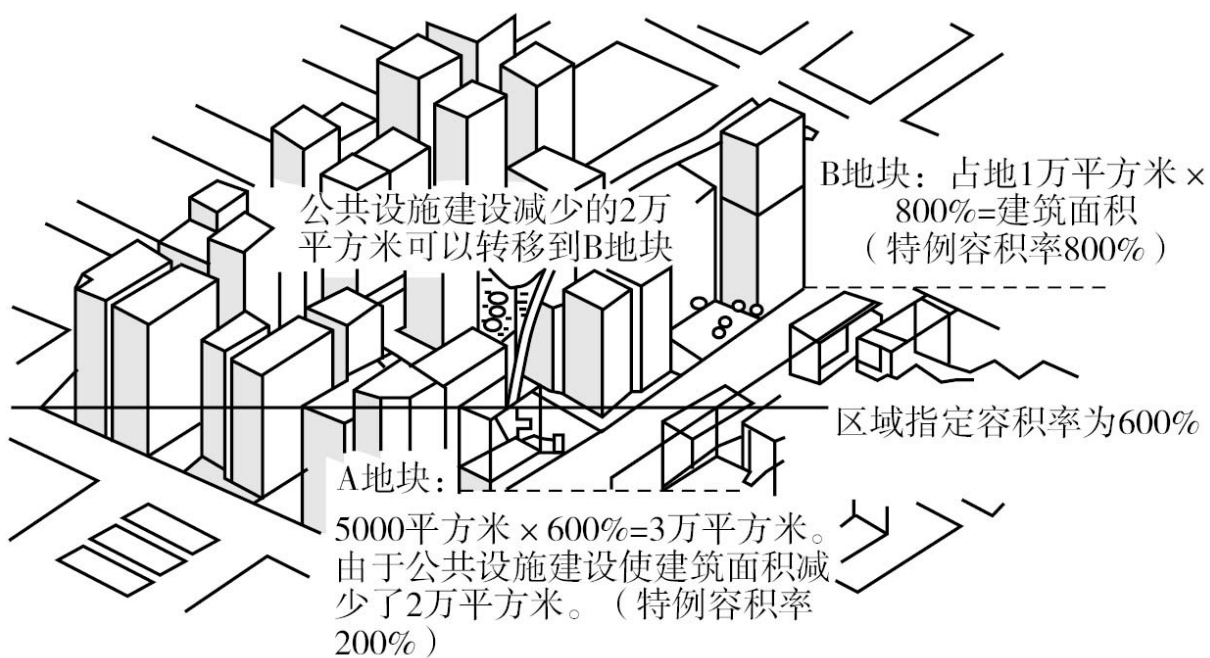 公共设施建设减少的2万
平方米可以转移到B地块
B地块：占地1万平方米×
800%=建筑面积
（特例容积率800%）
区域指定容积率为600%
A地块：
5000平方米×600%=3万平方米。
由于公共设施建设使建筑面积减
少了2万平方米。（特例容积率
200%）